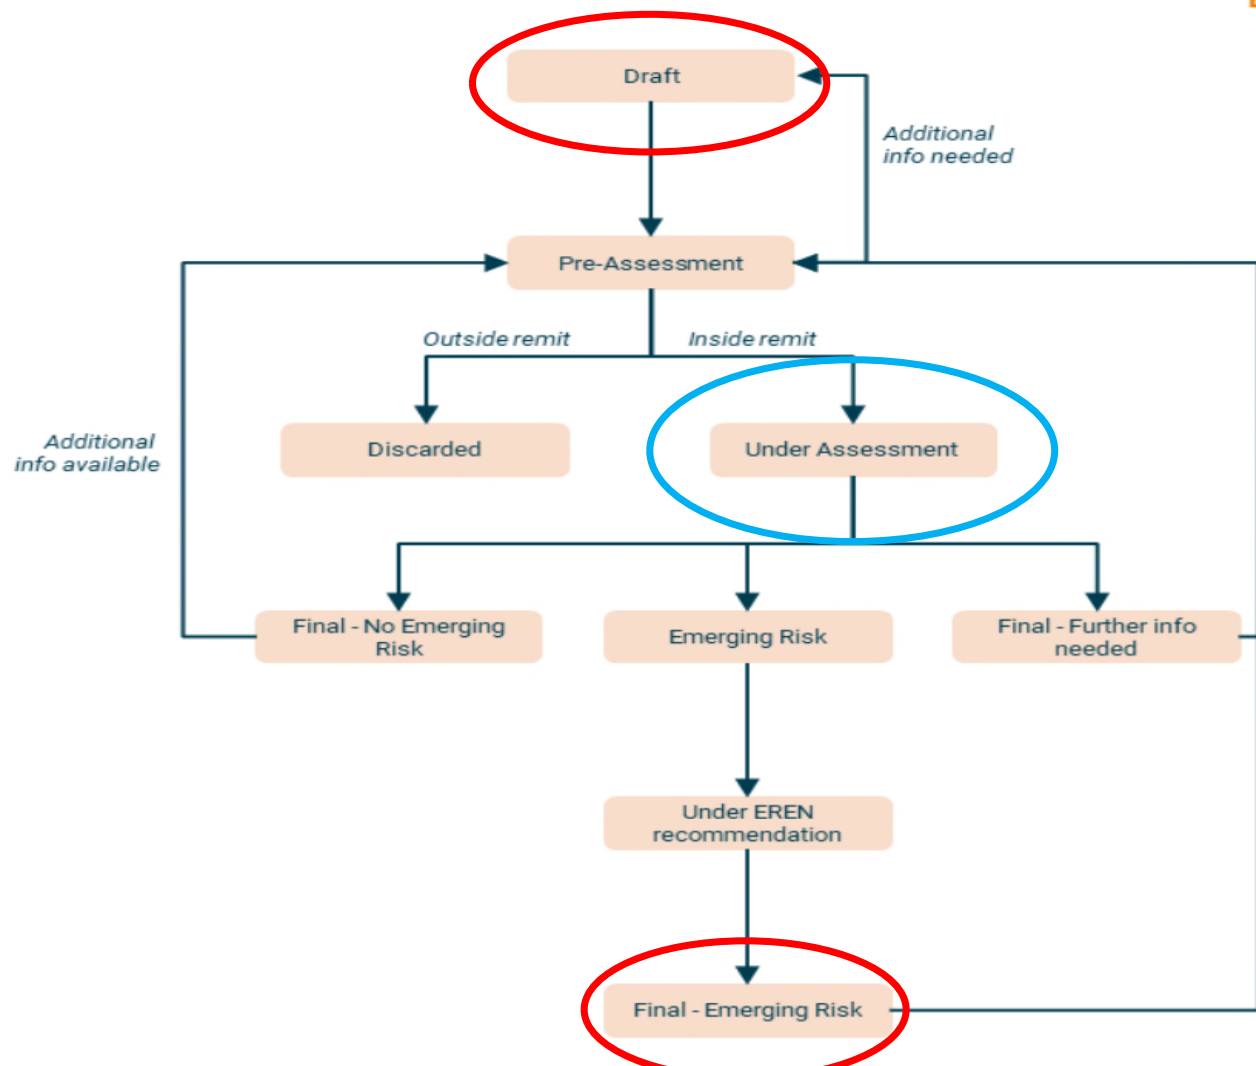 Draft
Additional
info needed
Pre-Assessment
Outside remit
Inside remit
Additional
info available
Discarded
Under Assessment
Final - No Emerging
Risk
Emerging Risk
Final - Further info
needed
Under EREN
recommendation
Final - Emerging Risk